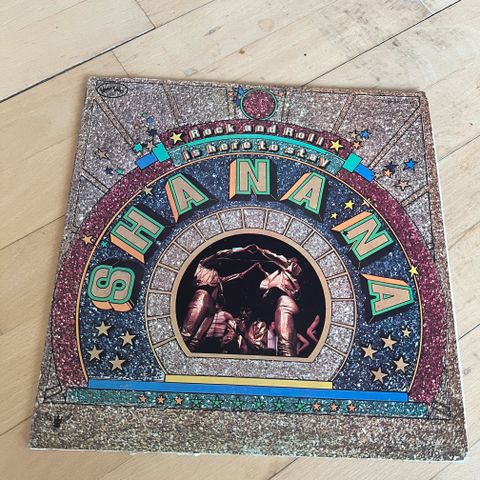 Rock and Roll
is here to stay
SHA NA NA